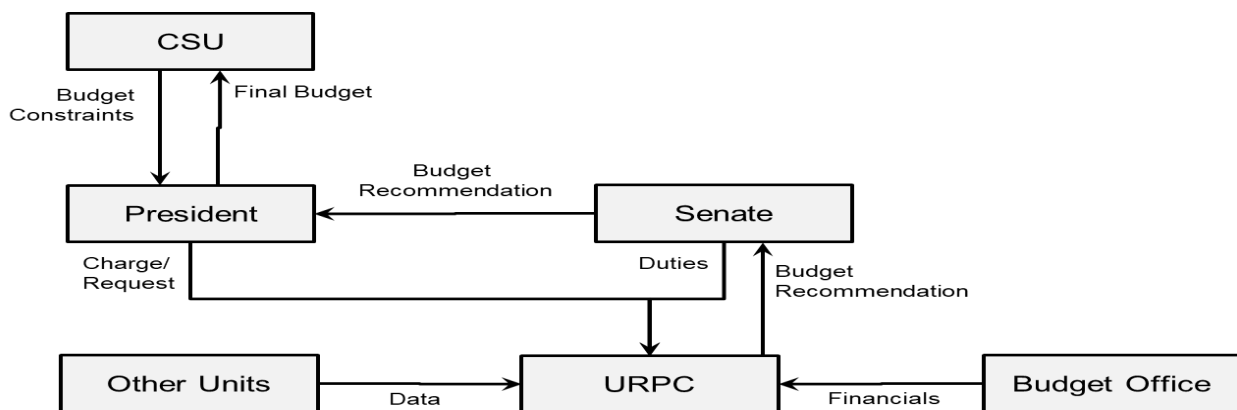 CSU
Budget
Constraints
Final Budget
Budget
Recommendation
President
Senate
Charge/
Request
Duties
Budget
Recommendation
Other Units
URPC
Budget Office
Data
Financials